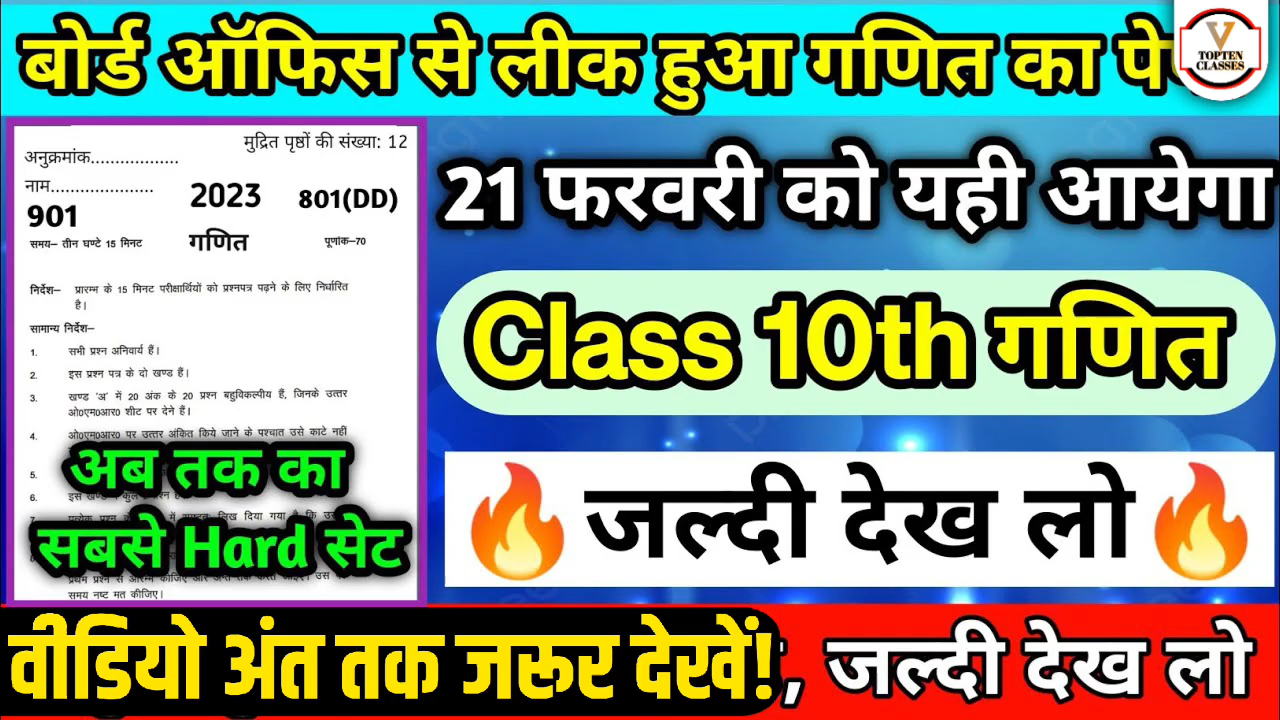 बोर्ड ऑफिस से लीक हुआ गणित का
V
TOPTEN
CLASSES
मुद्रित पृष्ठों की संख्या: 12
अनुक्रमांक..................
नाम.....................
2023
801(DD)
901
समय– तीन घण्टे 15 मिनट
गणित
पूर्णांक–70
निर्देश– प्रारम्भ के 15 मिनट परीक्षार्थियों को प्रश्नपत्र पढ़ने के लिए निर्धारित
है।
सामान्य निर्देश–
1. सभी प्रश्न अनिवार्य हैं।
2. इस प्रश्न पत्र के दो खण्ड हैं।
3. खण्ड 'अ' में 20 अंक के 20 प्रश्न बहुविकल्पीय हैं, जिनके उत्तर
ओ0एम0आर0 शीट पर देने हैं।
4. ओ0एम0आर0 पर उत्तर अंकित किये जाने के पश्चात उसे काटे नहीं
5.
6.
अब तक का
सबसे Hard सेट
समय नष्ट मत कीजिए।
21 फरवरी को यही आयेगा
Class 10th गणित
जल्दी देख लो
वीडियो अंत तक जरूर देखें!
, जल्दी देख लो